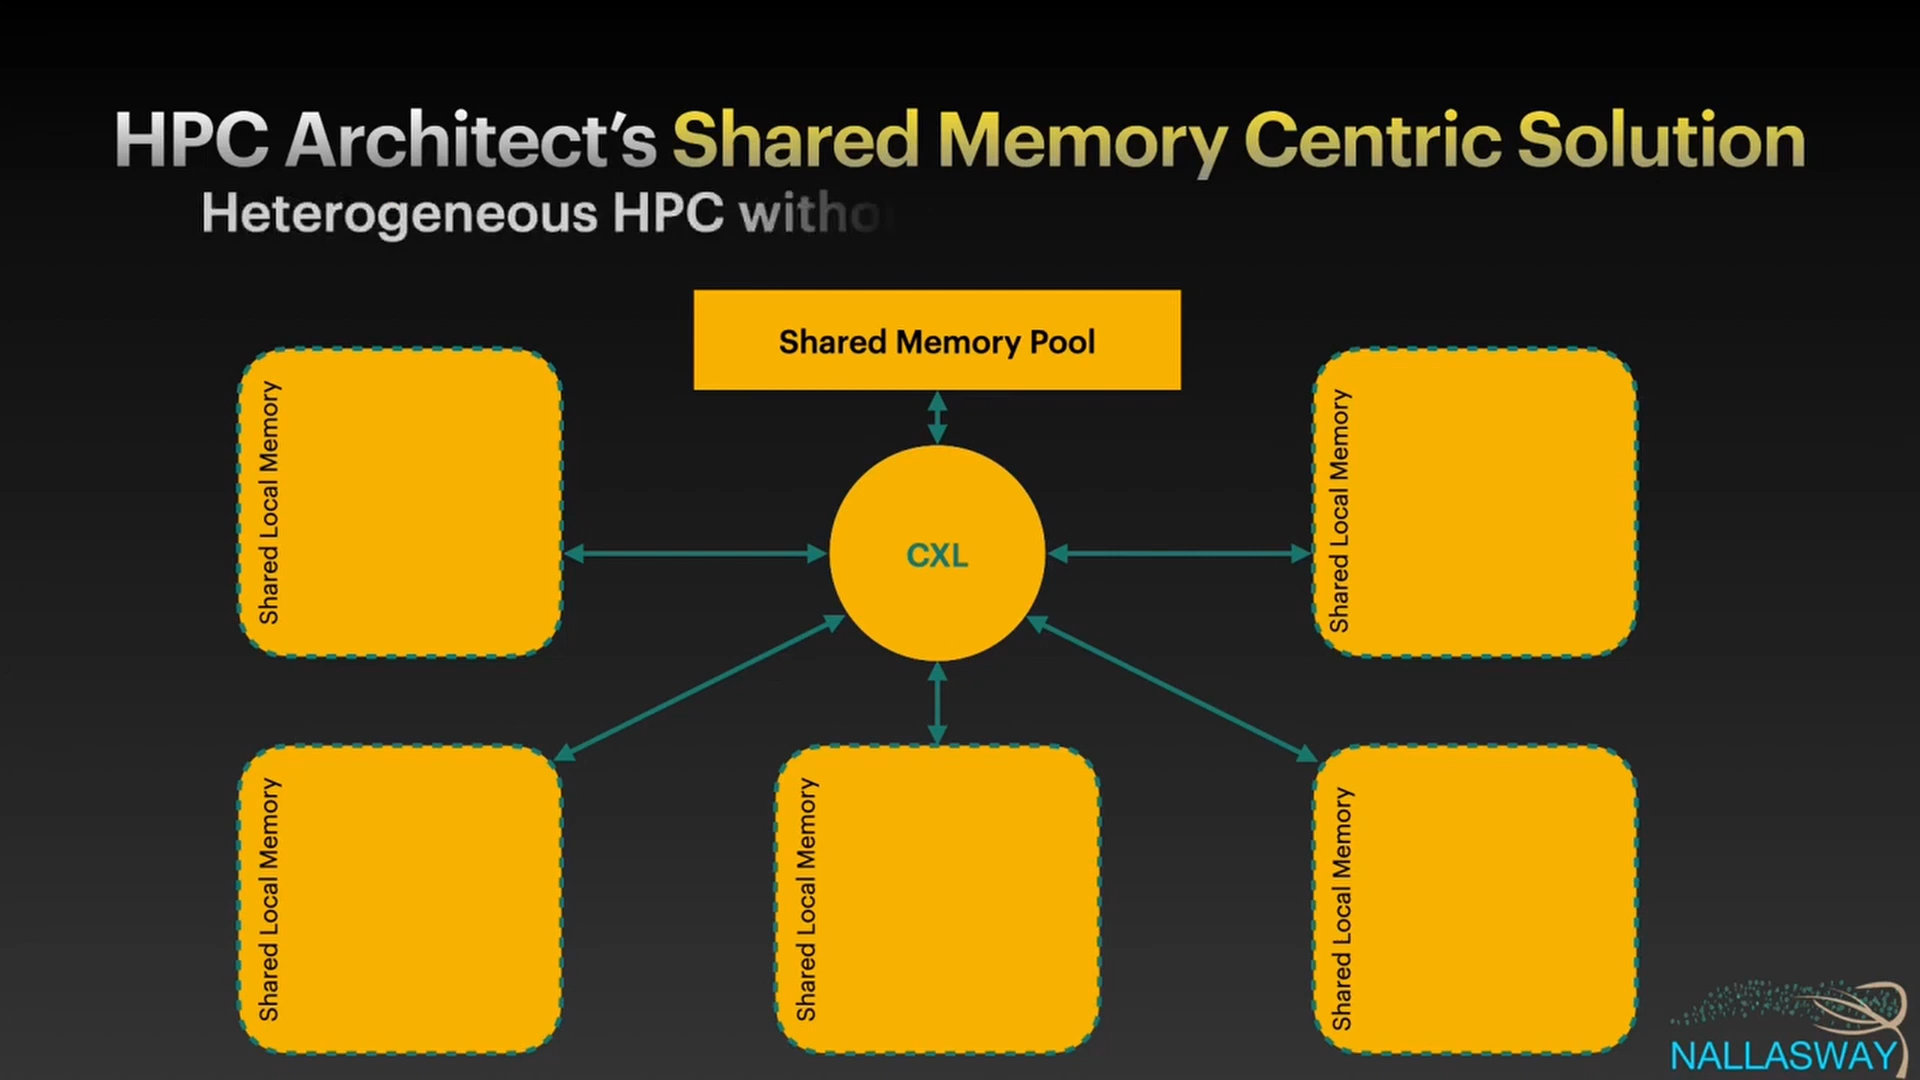 HPC Architect's Shared Memory Centric Solution
Heterogeneous HPC
Shared Memory Pool
Shared Local Memory
CXL
Shared Local Memory
Shared Local Memory
Shared Local Memory
Shared Local Memory
NALLASWAY